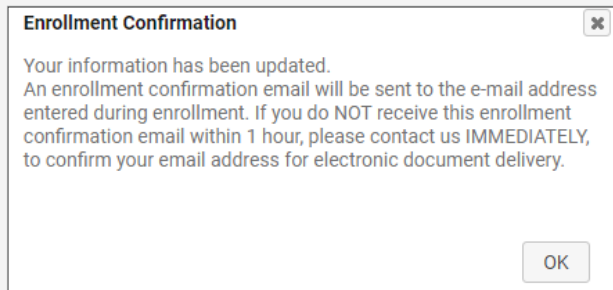 Enrollment Confirmation
Your information has been updated.
An enrollment confirmation email will be sent to the e-mail address
entered during enrollment. If you do NOT receive this enrollment
confirmation email within 1 hour, please contact us IMMEDIATELY,
to confirm your email address for electronic document delivery.
OK